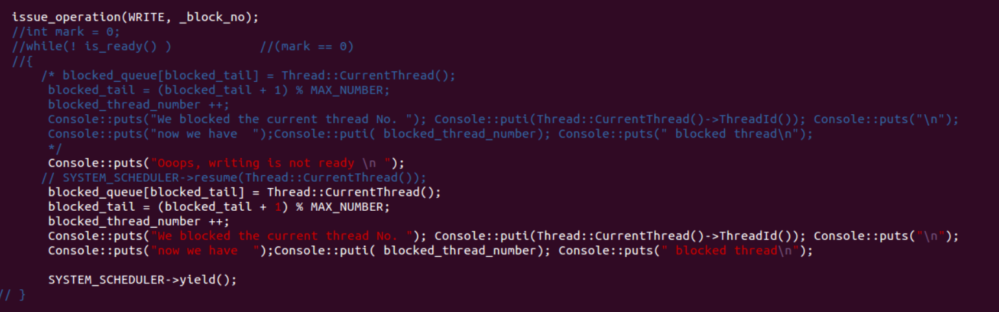 issue_operation(WRITE, _block_no);
//int mark = 0;
//while(! is_ready() )            //(mark == 0)
//{
/* blocked_queue[blocked_tail] = Thread::CurrentThread();
blocked_tail = (blocked_tail + 1) % MAX_NUMBER;
blocked_thread_number ++;
Console::puts("We blocked the current thread No. "); Console::puti(Thread::CurrentThread()->ThreadId()); Console::puts("\n");
Console::puts("now we have  ");Console::puti( blocked_thread_number); Console::puts(" blocked thread\n");
*/
Console::puts("Ooops, writing is not ready \n ");
// SYSTEM_SCHEDULER->resume(Thread::CurrentThread());
blocked_queue[blocked_tail] = Thread::CurrentThread();
blocked_tail = (blocked_tail + 1) % MAX_NUMBER;
blocked_thread_number ++;
Console::puts("We blocked the current thread No. "); Console::puti(Thread::CurrentThread()->ThreadId()); Console::puts("\n");
Console::puts("now we have  ");Console::puti( blocked_thread_number); Console::puts(" blocked thread\n");
SYSTEM_SCHEDULER->yield();
// }